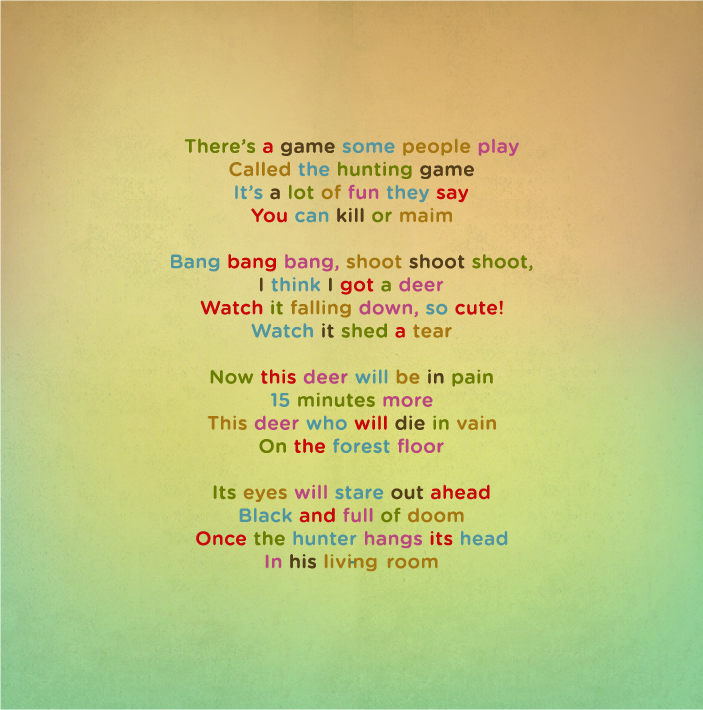 There's a game some people play
Called the hunting game
It's a lot of fun they say
You can kill or maim
Bang bang bang, shoot shoot shoot,
I think I got a deer
Watch it falling down, so cute!
Watch it shed a tear
Now this deer will be in pain
15 minutes more
This deer who will die in vain
On the forest floor
Its eyes will stare out ahead
Black and full of doom
Once the hunter hangs its head
In his living room